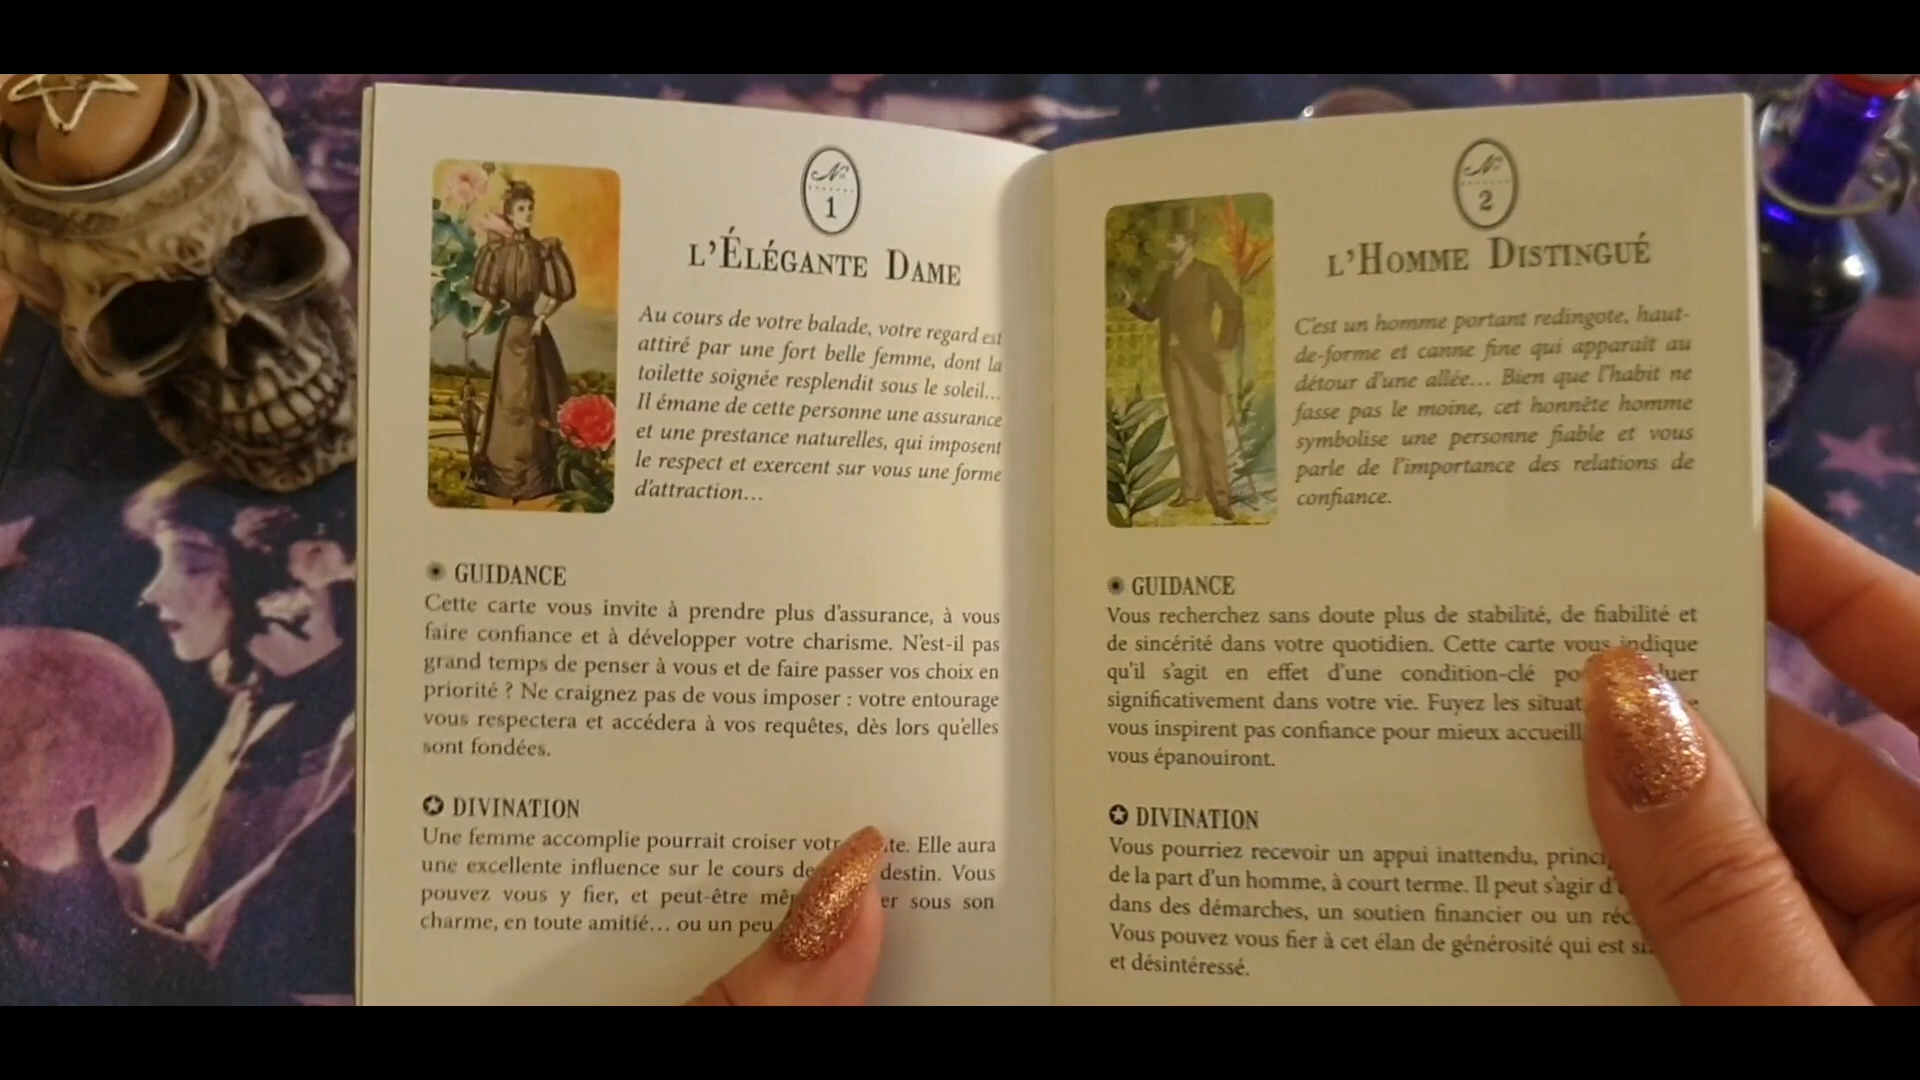 N°
1
L'ÉLÉGANTE DAME
Au cours de votre balade, votre regard est
attiré par une fort belle femme, dont la
toilette soignée resplendit sous le soleil...
Il émane de cette personne une assurance
et une prestance naturelles, qui imposent
le respect et exercent sur vous une forme
d'attraction...
GUIDANCE
Cette carte vous invite à prendre plus d'assurance, à vous
faire confiance et à développer votre charisme. N'est-il pas
grand temps de penser à vous et de faire passer vos choix en
priorité ? Ne craignez pas de vous imposer : votre entourage
vous respectera et accédera à vos requêtes, dès lors qu'elles
sont fondées.
DIVINATION
Une femme accomplie pourrait croiser Elle aura
une excellente influence sur le cours de destin. Vous
pouvez vous y fier, et peut-être sous son
charme, en toute amitié... ou un peu
N°
2
L'HOMME DISTINGUÉ
C'est un homme portant redingote, haut-
de-forme et canne fine qui apparaît au
détour d'une allée... Bien que l'habit ne
fasse pas le moine, cet honnête homme
symbolise une personne fiable et vous
parle de l'importance des relations de
confiance.
GUIDANCE
Vous recherchez sans doute plus de stabilité, de fiabilité et
de sincérité dans votre quotidien. Cette carte vous indique
qu'il s'agit en effet d'une condition-clé
significativement dans votre vie. Fuyez les
vous inspirent pas confiance pour mieux
vous épanouiront.
DIVINATION
Vous pourriez recevoir un appui inattendu,
de la part d'un homme, à court terme. Il peut s'agir
dans des démarches, un soutien financier ou un
Vous pouvez vous fier à cet élan de générosité qui est
et désintéressé.